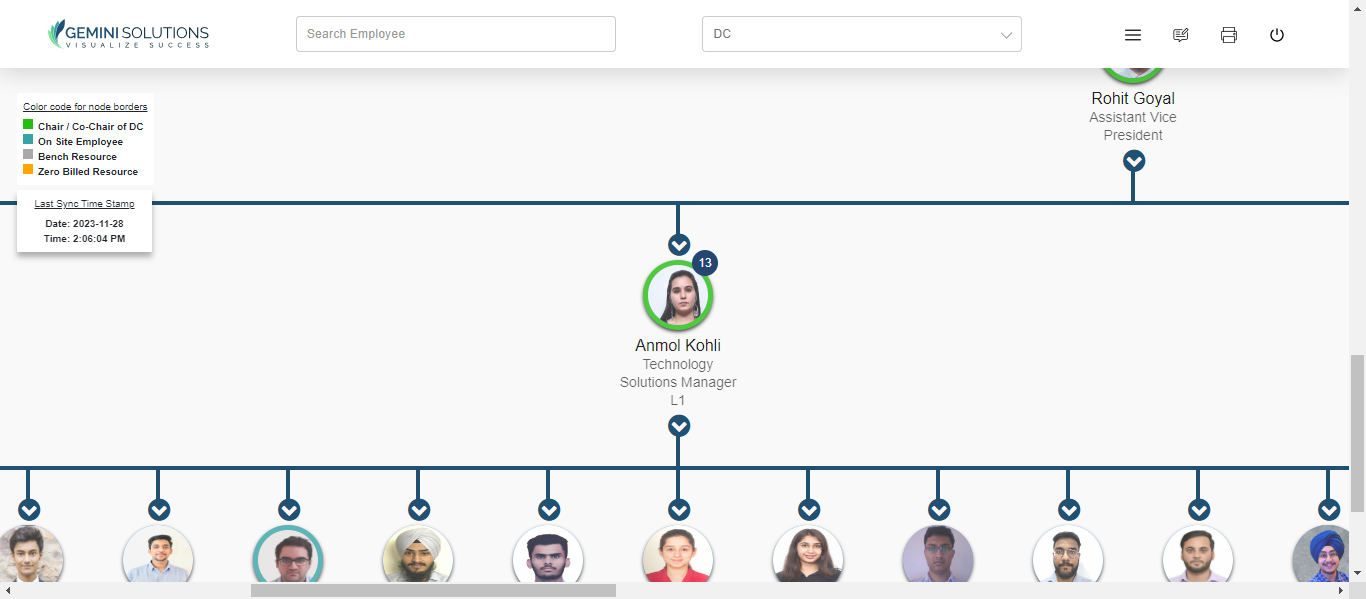 GEMINI SOLUTIONS
VISUALIZE SUCCESS
Search Employee
DC
Rohit Goyal
Assistant Vice
President
Color code for node borders
Chair / Co-Chair of DC
On Site Employee
Bench Resource
Zero Billed Resource
Last Sync Time Stamp
Date: 2023-11-28
Time: 2:06:04 PM
13
Anmol Kohli
Technology
Solutions Manager
L1